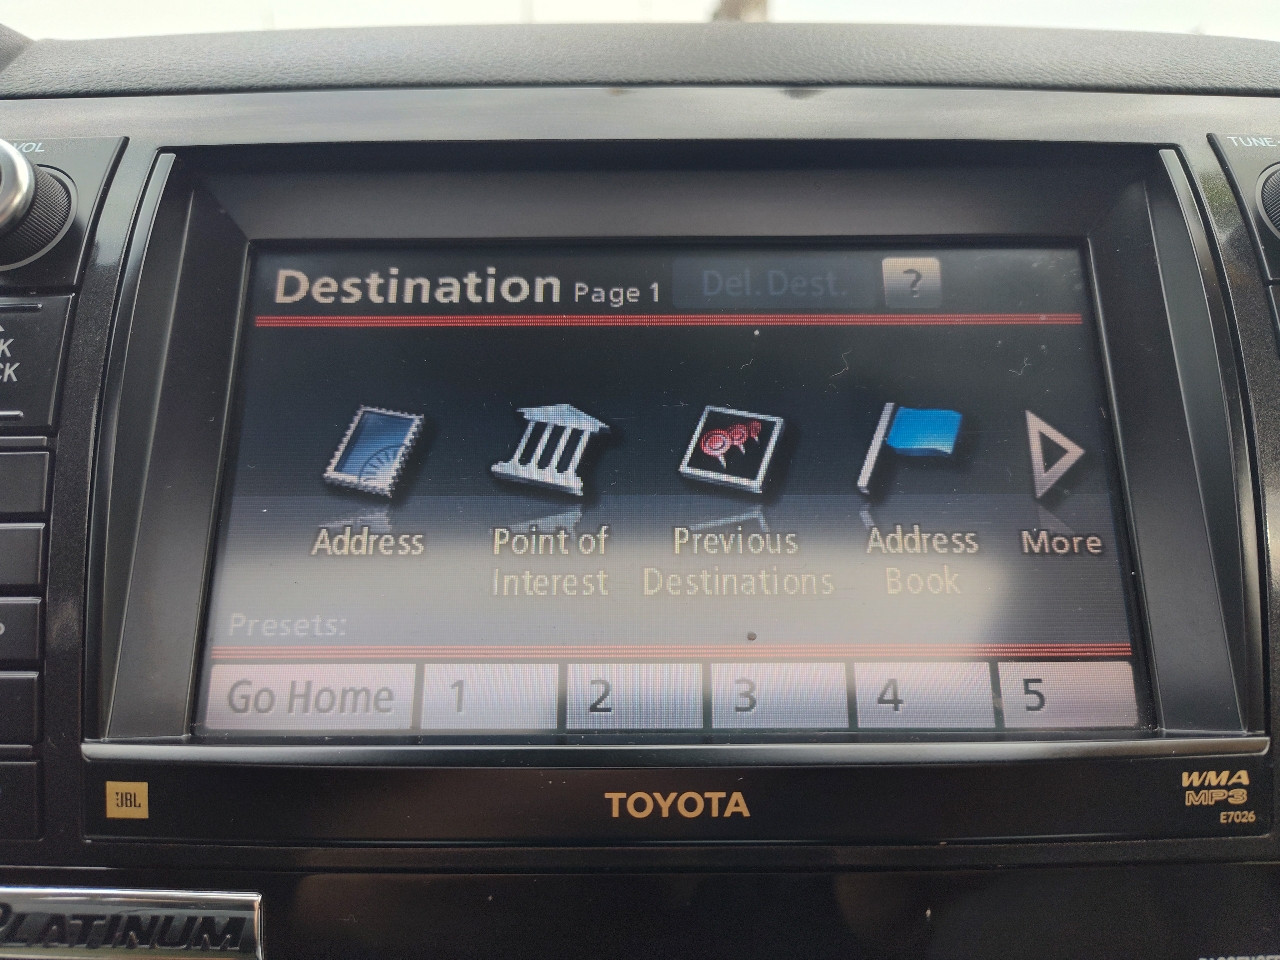 VOL
TUNE
Destination Page 1 Del. Dest. ?
Address
Point of
Interest
Previous
Destinations
Address
Book
More
Presets:
Go Home 1 2 3 4 5
JBL
TOYOTA
WMA
MP3
E7026
PLATINUM